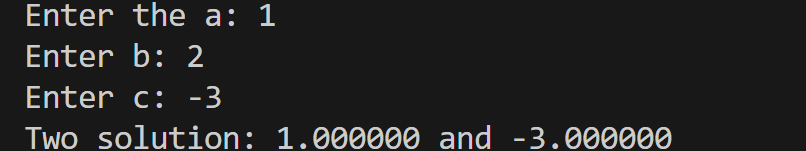 Enter the a: 1
Enter b: 2
Enter c: -3
Two solution: 1.000000 and -3.000000